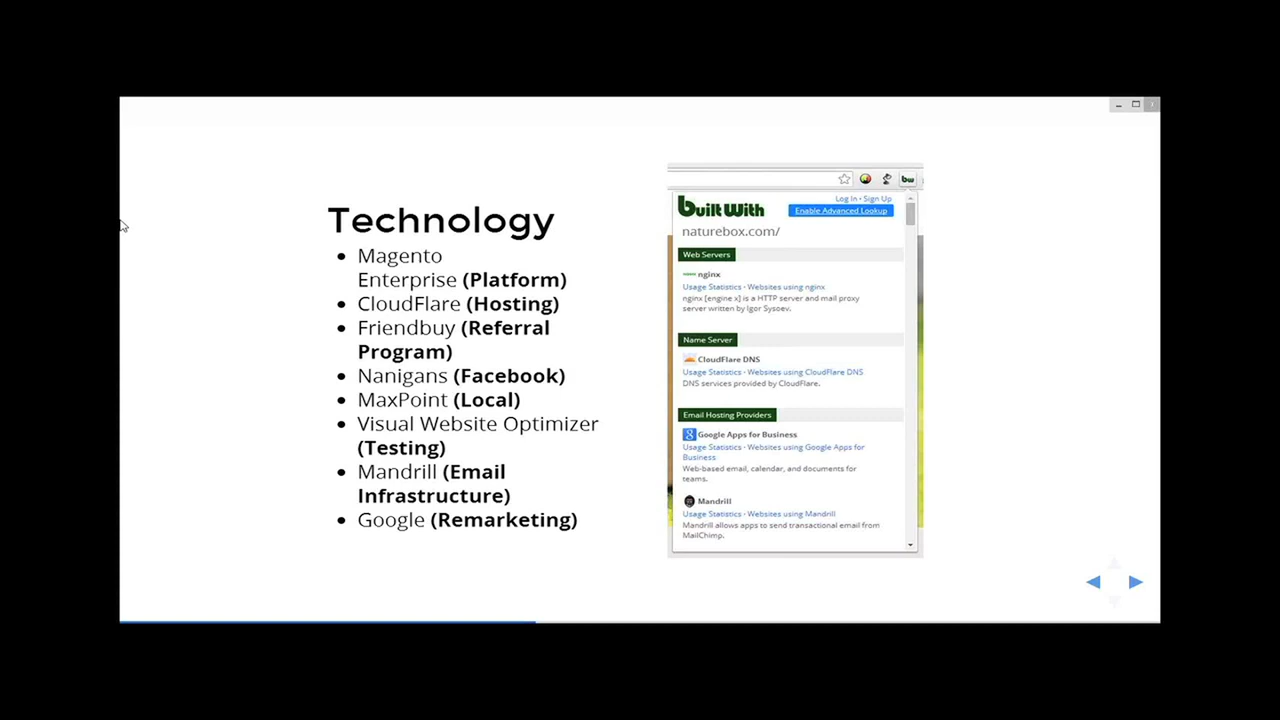 Technology
Magento
Enterprise (Platform)
CloudFlare (Hosting)
Friendbuy (Referral
Program)
Nanigans (Facebook)
MaxPoint (Local)
Visual Website Optimizer
(Testing)
Mandrill (Email
Infrastructure)
Google (Remarketing)
bw
Log In · Sign Up
built With
Enable Advanced Lookup
naturebox.com/
Web Servers
nginx
Usage Statistics · Websites using nginx
nginx [engine x] is a HTTP server and mail proxy
server written by Igor Sysoev.
Name Server
CloudFlare DNS
Usage Statistics · Websites using CloudFlare DNS
DNS services provided by CloudFlare.
Email Hosting Providers
Google Apps for Business
Usage Statistics · Websites using Google Apps for
Business
Web-based email, calendar, and documents for
teams.
Mandrill
Usage Statistics · Websites using Mandrill
Mandrill allows apps to send transactional email from
MailChimp.